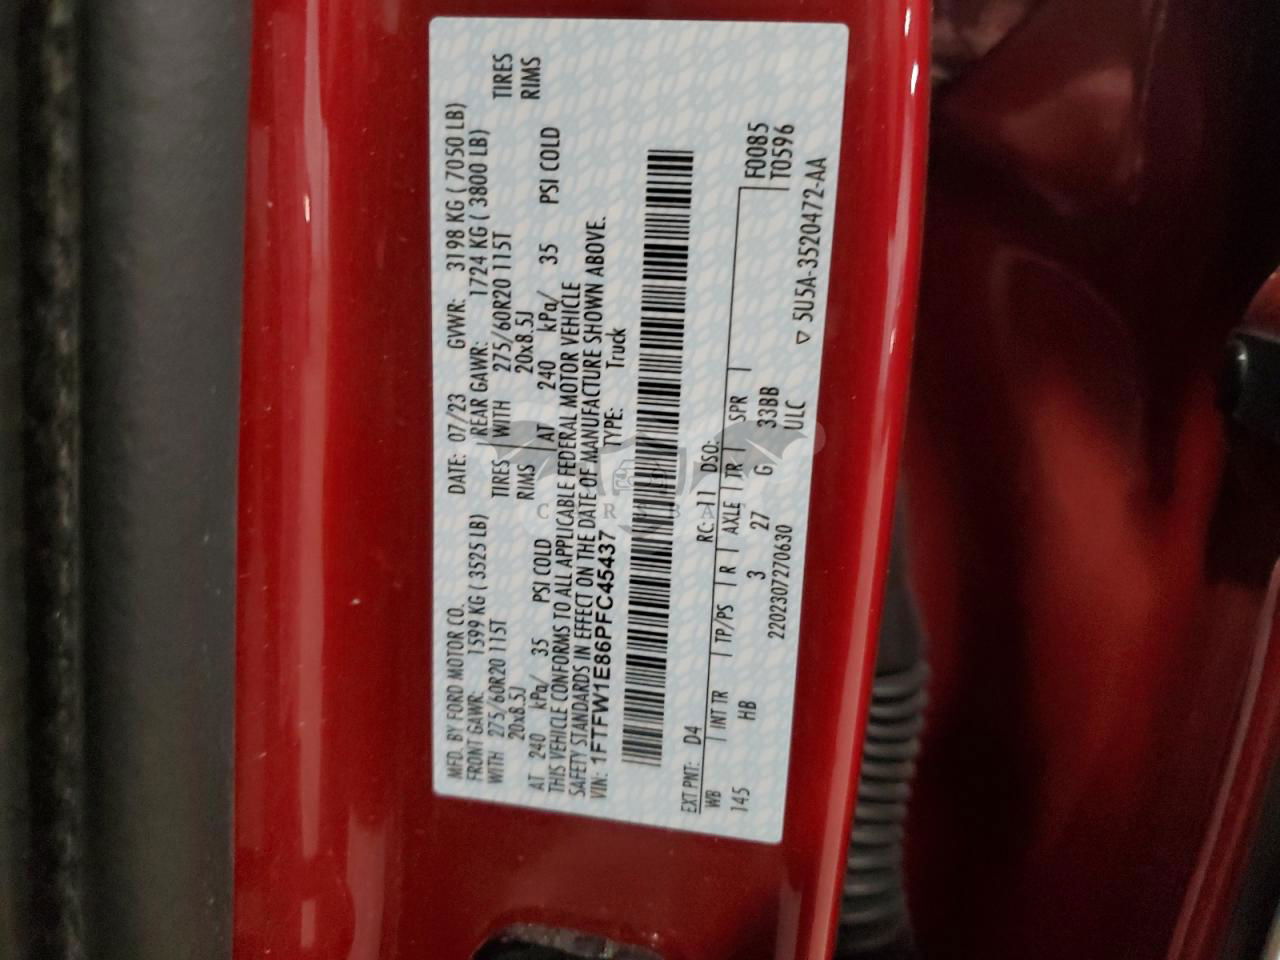 MFD. BY FORD MOTOR CO. DATE: 07/23 GVWR: 3198 KG ( 7050 LB)
FRONT GAWR: 1599 KG ( 3525 LB) REAR GAWR: 1724 KG ( 3800 LB)
WITH 275/60R20 115T TIRES WITH 275/60R20 115T TIRES
20x8.5J RIMS 20x8.5J RIMS
AT 240 kPa/ 35 PSI COLD AT 240 kPa/ 35 PSI COLD
THIS VEHICLE CONFORMS TO ALL APPLICABLE FEDERAL MOTOR VEHICLE
SAFETY STANDARDS IN EFFECT ON THE DATE OF MANUFACTURE SHOWN ABOVE.
VIN: 1FTFW1E86PFC45437 TYPE: Truck
EXT PNT: D4 RC: 11 DSO: F0085
WB INT TR TP/PS R AXLE TR SPR T0596
145 HB 3 27 G 33BB
2202307270630 ULC ▽ 5U5A-3520472-AA